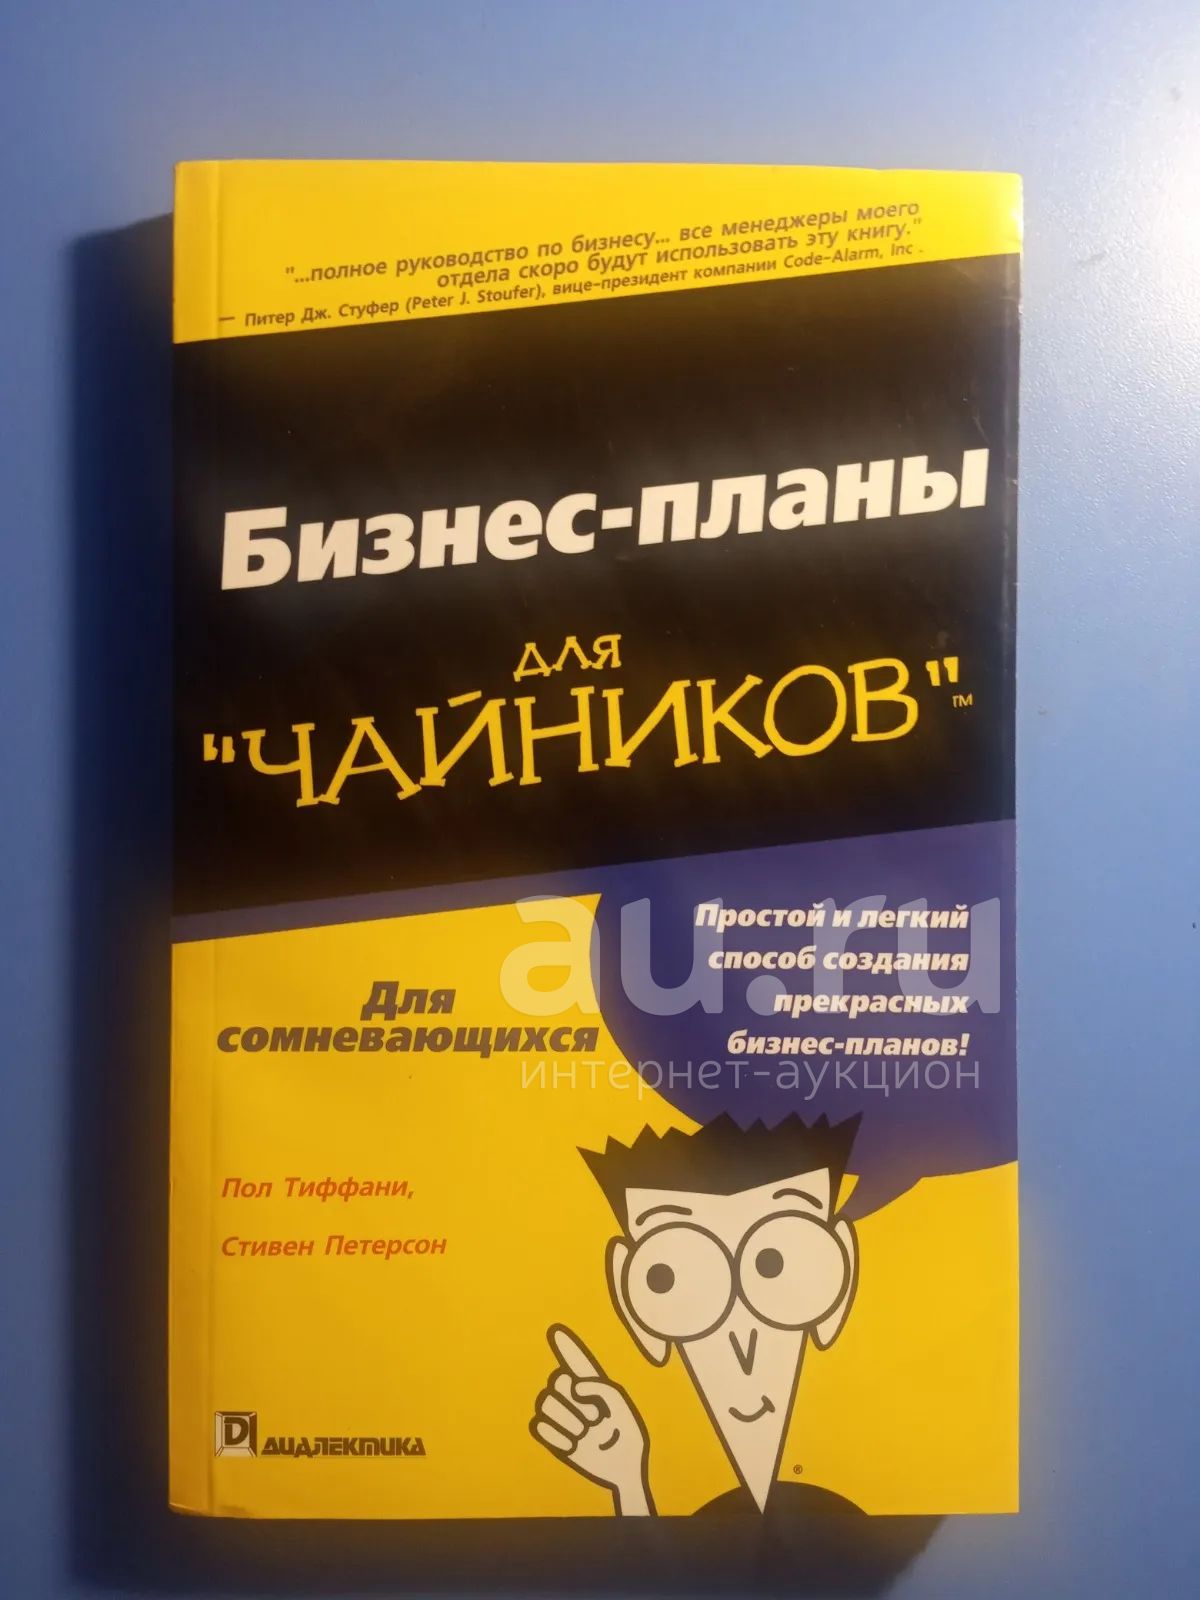 "...полное руководство по бизнесу... все менеджеры моего
отдела скоро будут использовать эту книгу."
— Питер Дж. Стуфер (Peter J. Stoufer), вице-президент компании Code-Alarm, Inc.
Бизнес-планы
для
"ЧАЙНИКОВ"™
Простой и легкий
способ создания
прекрасных
бизнес-планов!
au.ru
интернет-аукцион
Для
сомневающихся
Пол Тиффани,
Стивен Петерсон
D ДИАЛЕКТИКА
®